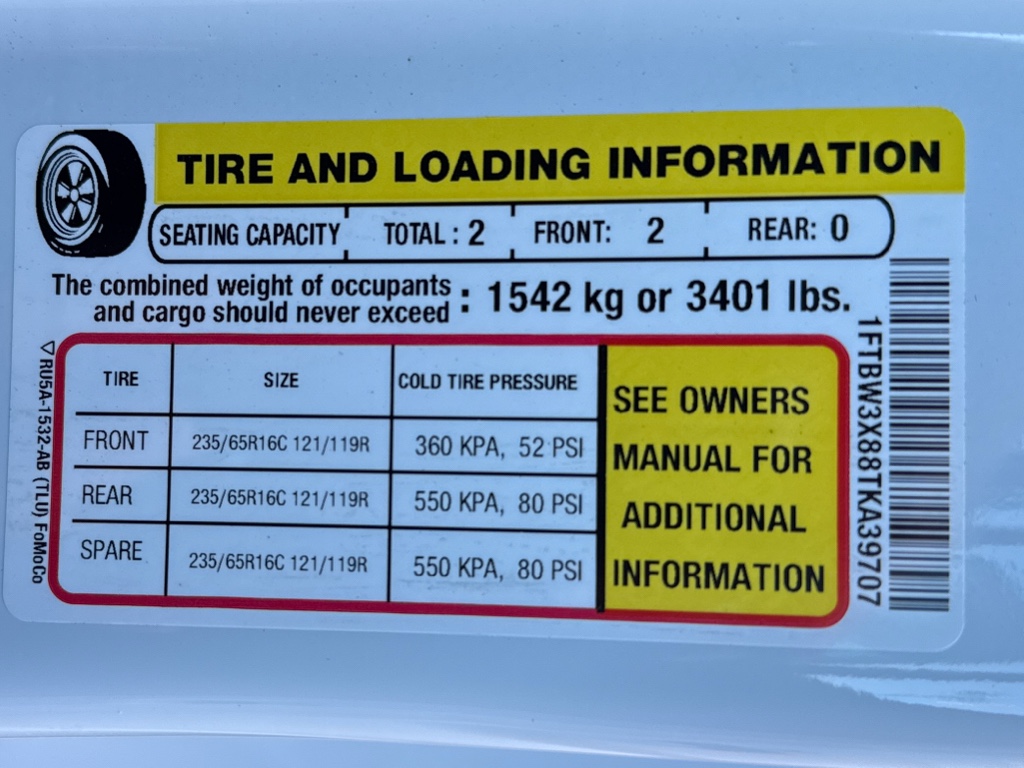 TIRE AND LOADING INFORMATION
SEATING CAPACITY TOTAL : 2 FRONT: 2 REAR: 0
The combined weight of occupants
and cargo should never exceed : 1542 kg or 3401 lbs.
TIRE SIZE COLD TIRE PRESSURE
FRONT 235/65R16C 121/119R 360 KPA, 52 PSI
REAR 235/65R16C 121/119R 550 KPA, 80 PSI
SPARE 235/65R16C 121/119R 550 KPA, 80 PSI
SEE OWNERS
MANUAL FOR
ADDITIONAL
INFORMATION
1FTBW3X88TKA39707
RU5A-1532-AB (TLU) FoMoCo